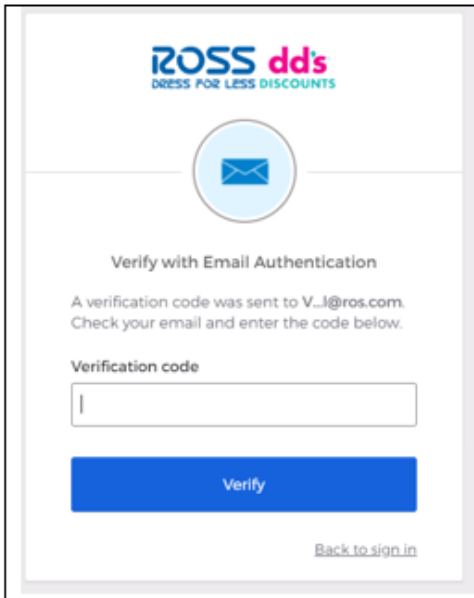 ROSS dd's
DRESS FOR LESS DISCOUNTS
Verify with Email Authentication
A verification code was sent to V...l@ros.com.
Check your email and enter the code below.
Verification code
Verify
Back to sign in